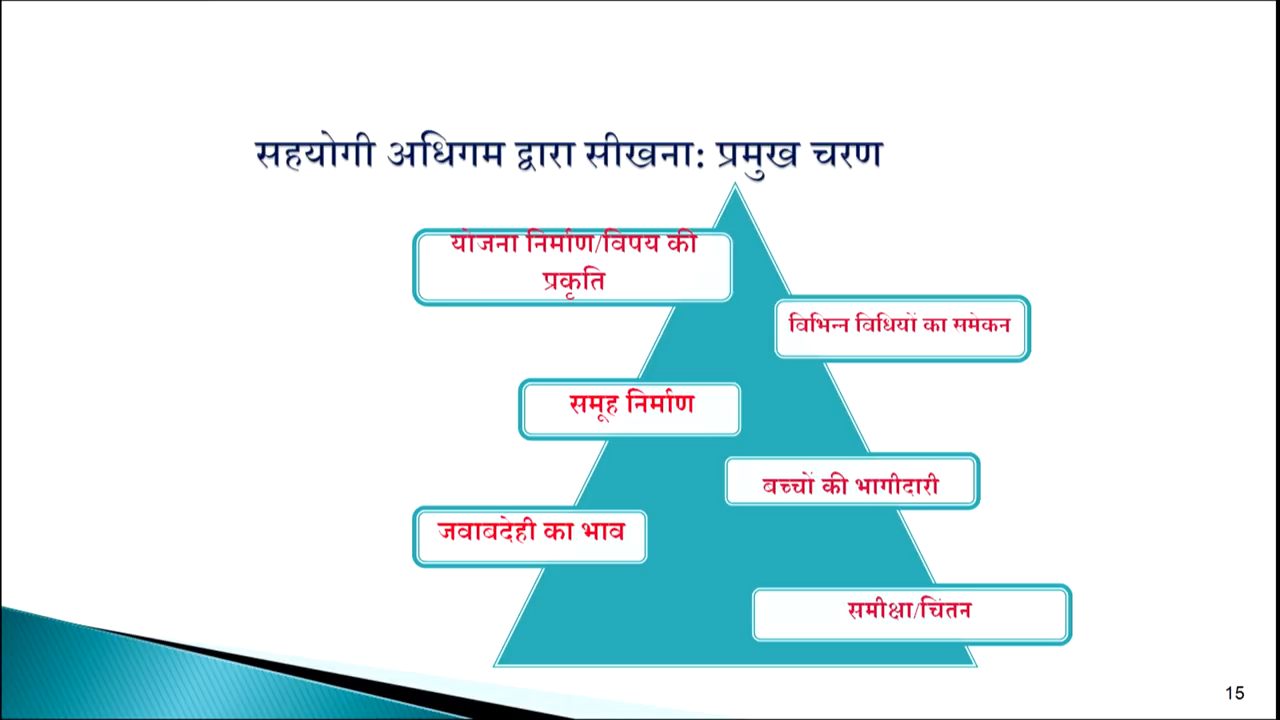 सहयोगी अधिगम द्वारा सीखना: प्रमुख चरण
योजना निर्माण/विषय की
प्रकृति
विभिन्न विधियों का समेकन
समूह निर्माण
बच्चों की भागीदारी
जवाबदेही का भाव
समीक्षा/चिंतन
15